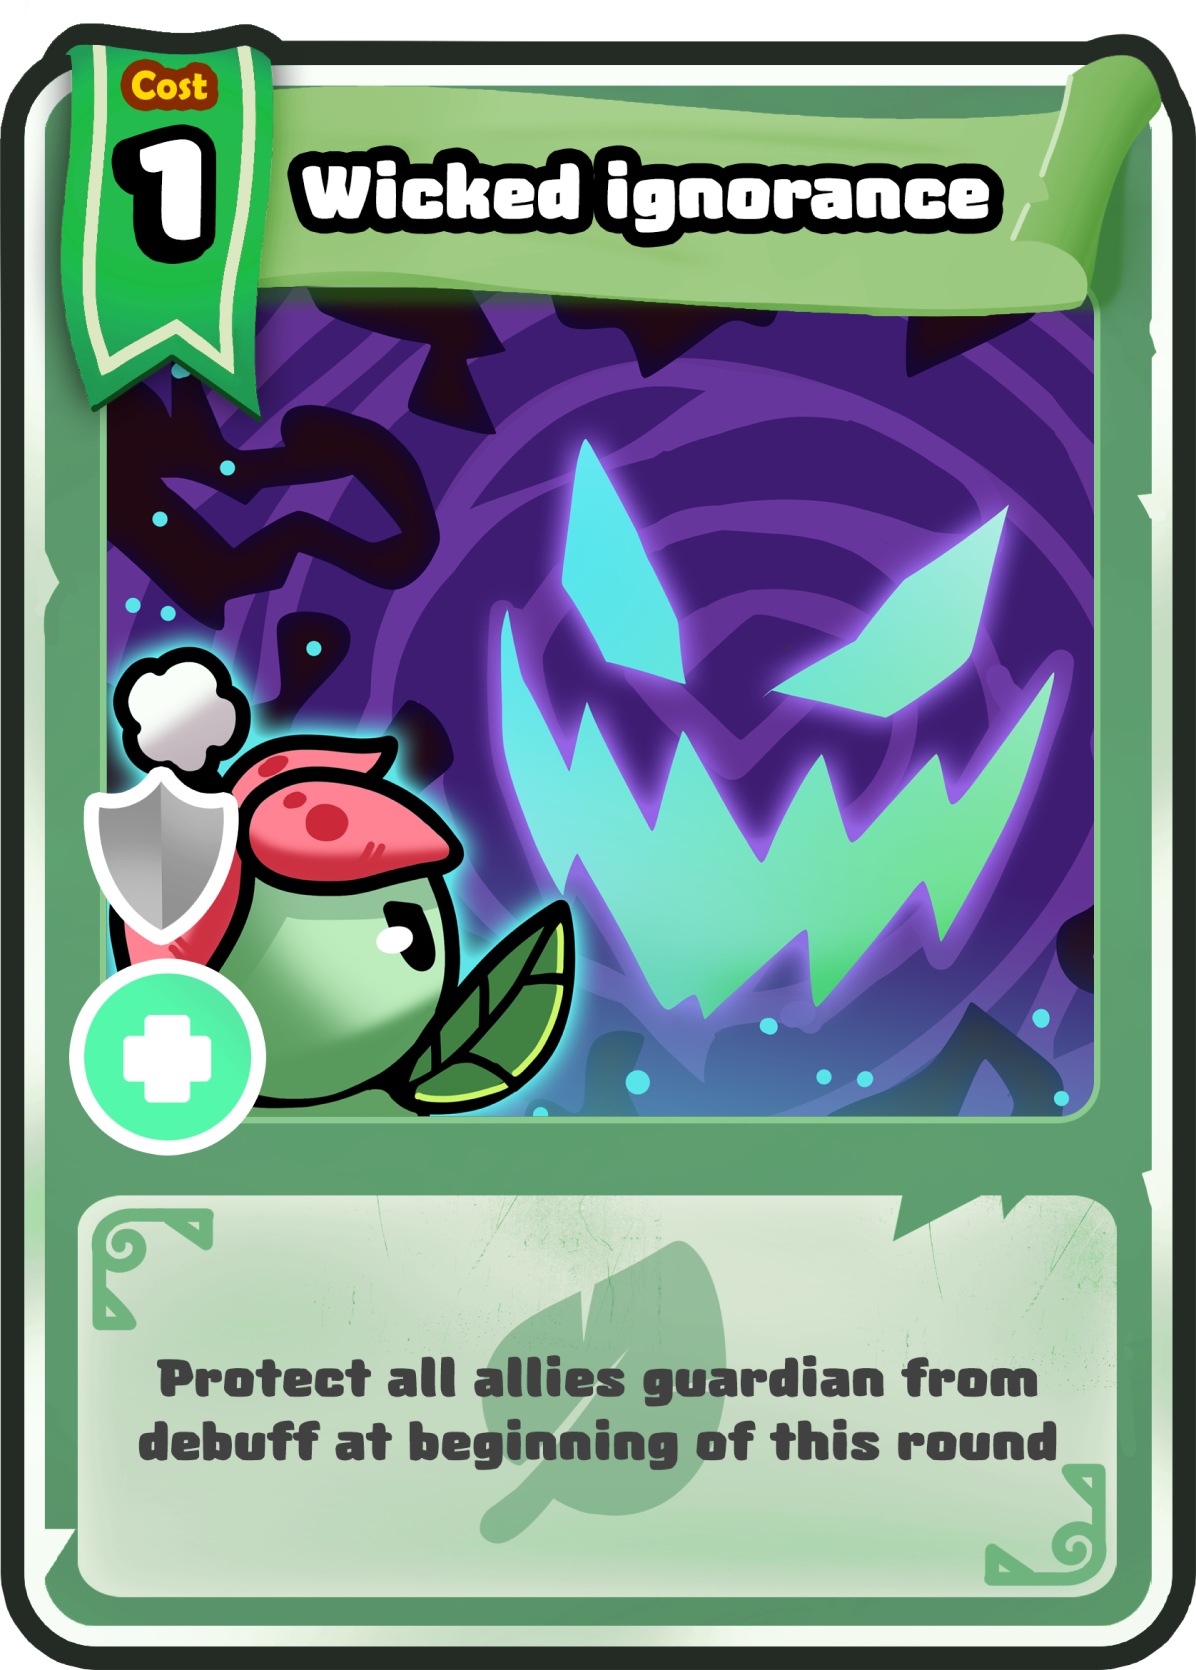 Cost
1
Wicked ignorance
Protect all allies guardian from
debuff at beginning of this round